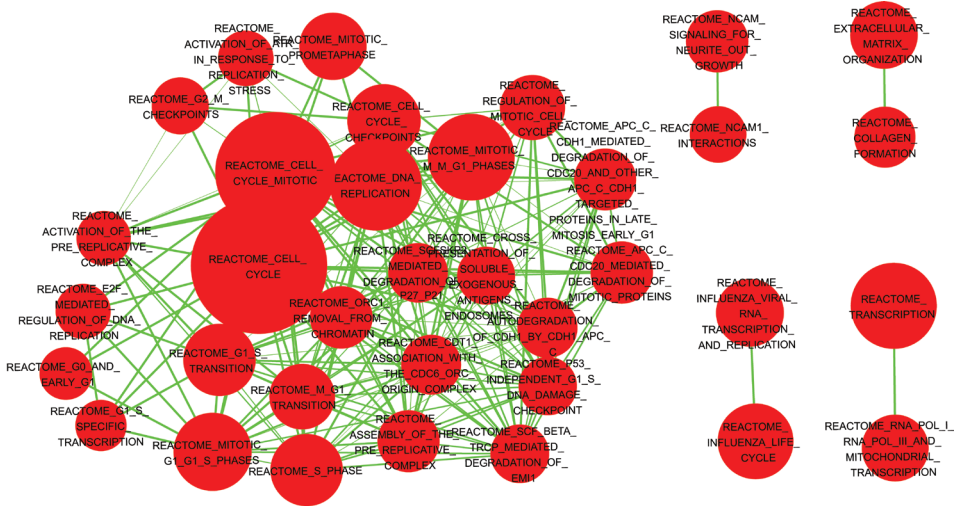 REACTOME_
ACTIVATION_OF_ATR_
IN_RESPONSE_TO_
REPLICATION_
STRESS
REACTOME_MITOTIC_
PROMETAPHASE
REACTOME_G2_M_
CHECKPOINTS
REACTOME_CELL_
CYCLE_
CHECKPOINTS
REACTOME_
REGULATION_OF_
MITOTIC_CELL_
CYCLE
REACTOME_CELL_
CYCLE_MITOTIC
EACTOME_DNA_
REPLICATION
REACTOME_MITOTIC_
M_M_G1_PHASES
REACTOME_APC_C_
CDH1_MEDIATED_
DEGRADATION_OF_
CDC20_AND_OTHER_
APC_C_CDH1_
TARGETED_
PROTEINS_IN_LATE_
MITOSIS_EARLY_G1
REACTOME_
ACTIVATION_OF_THE_
PRE_REPLICATIVE_
COMPLEX
REACTOME_CELL_
CYCLE
MEDIATED_
DEGRADATION_OF_
P27_P21
REACTOME_CROSS_
PRESENTATION_OF_
SOLUBLE_
EXOGENOUS_
ANTIGENS_
ENDOSOMES
REACTOME_APC_C_
CDC20_MEDIATED_
DEGRADATION_OF_
MITOTIC_PROTEINS
REACTOME_E2F_
MEDIATED_
REGULATION_OF_DNA_
REPLICATION
REACTOME_ORC1_
REMOVAL_FROM_
CHROMATIN
REACTOME_
AUTODEGRADATION_
OF_CDH1_BY_CDH1_APC_
C
REACTOME_G0_AND_
EARLY_G1
REACTOME_G1_S_
TRANSITION
REACTOME_CDT1_
ASSOCIATION_WITH_
THE_CDC6_ORC_
ORIGIN_COMPLEX
REACTOME_P53_
INDEPENDENT_G1_S_
DNA_DAMAGE_
CHECKPOINT
REACTOME_M_G1_
TRANSITION
REACTOME_G1_S_
SPECIFIC_
TRANSCRIPTION
REACTOME_MITOTIC_
G1_G1_S_PHASES
REACTOME_S_PHASE
REACTOME_
ASSEMBLY_OF_THE_
PRE_REPLICATIVE_
COMPLEX
REACTOME_SCF_BETA_
TRCP_MEDIATED_
DEGRADATION_OF_
EMI1
REACTOME_NCAM_
SIGNALING_FOR_
NEURITE_OUT_
GROWTH
REACTOME_NCAM1_
INTERACTIONS
REACTOME_
EXTRACELLULAR_
MATRIX_
ORGANIZATION
REACTOME_
COLLAGEN_
FORMATION
REACTOME_
INFLUENZA_VIRAL_
RNA_
TRANSCRIPTION_
AND_REPLICATION
REACTOME_
INFLUENZA_LIFE_
CYCLE
REACTOME_
TRANSCRIPTION
REACTOME_RNA_POL_I_
RNA_POL_III_AND_
MITOCHONDRIAL_
TRANSCRIPTION